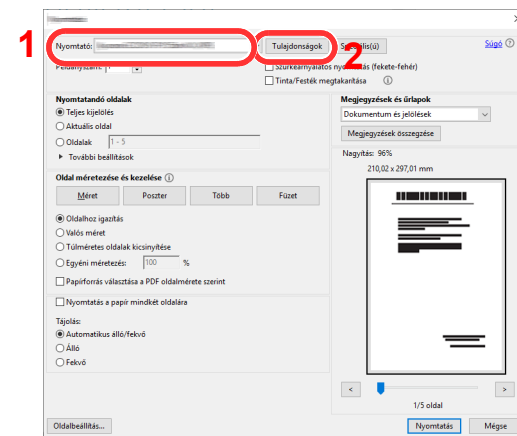 1
Nyomtató:
Tulajdonságok
2
Súgó
Szürkeárnyalatos nyomtatás (fekete-fehér)
Tinta/Festék megtakarítása
Nyomtatandó oldalak
Teljes kijelölés
Aktuális oldal
Oldalak 1 - 5
További beállítások
Megjegyzések és űrlapok
Dokumentum és jelölések
Megjegyzések összegzése
Nagyítás: 96%
210,02 x 297,01 mm
Oldal méretezése és kezelése
Méret Poszter Több Füzet
Oldalhoz igazítás
Valós méret
Túlméretes oldalak kicsinyítése
Egyéni méretezés: 100 %
Papírforrás választása a PDF oldalmérete szerint
Nyomtatás a papír mindkét oldalára
Tájolás:
Automatikus álló/fekvő
Álló
Fekvő
< >
1/5 oldal
Oldalbeállítás... Nyomtatás Mégse